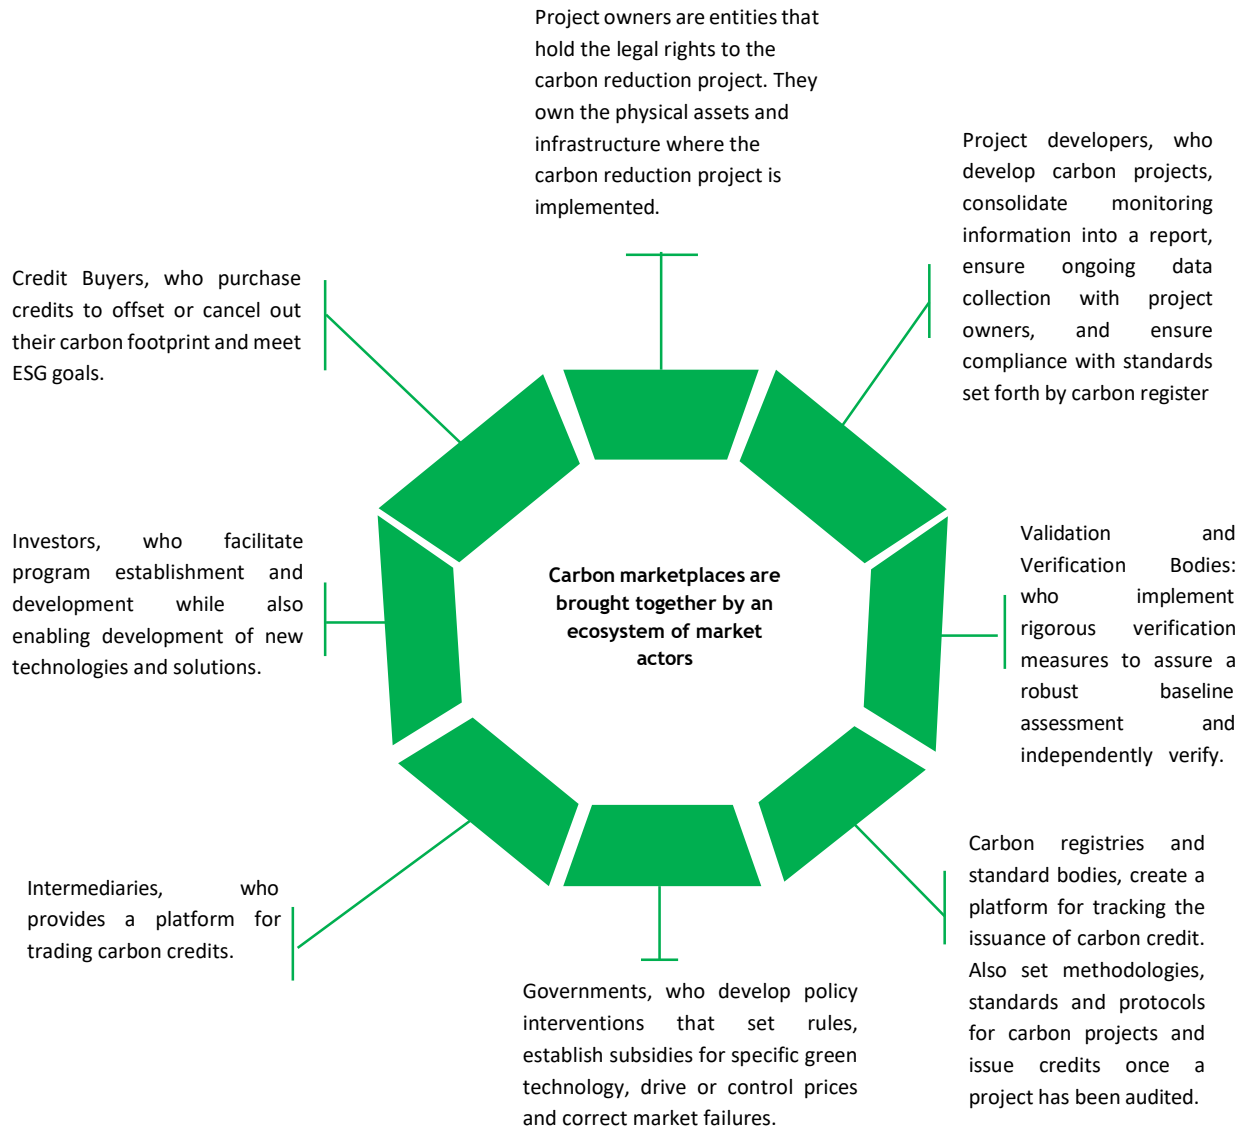 Project owners are entities that
hold the legal rights to the
carbon reduction project. They
own the physical assets and
infrastructure where the
carbon reduction project is
implemented.
Project developers, who
develop carbon projects,
consolidate monitoring
information into a report,
ensure ongoing data
collection with project
owners, and ensure
compliance with standards
set forth by carbon register
Credit Buyers, who purchase
credits to offset or cancel out
their carbon footprint and meet
ESG goals.
Investors, who facilitate
program establishment and
development while also
enabling development of new
technologies and solutions.
Carbon marketplaces are
brought together by an
ecosystem of market
actors
Validation and
Verification Bodies:
who implement
rigorous verification
measures to assure a
robust baseline
assessment and
independently verify.
Intermediaries, who
provides a platform for
trading carbon credits.
Carbon registries and
standard bodies, create a
platform for tracking the
issuance of carbon credit.
Also set methodologies,
standards and protocols
for carbon projects and
issue credits once a
project has been audited.
Governments, who develop policy
interventions that set rules,
establish subsidies for specific green
technology, drive or control prices
and correct market failures.